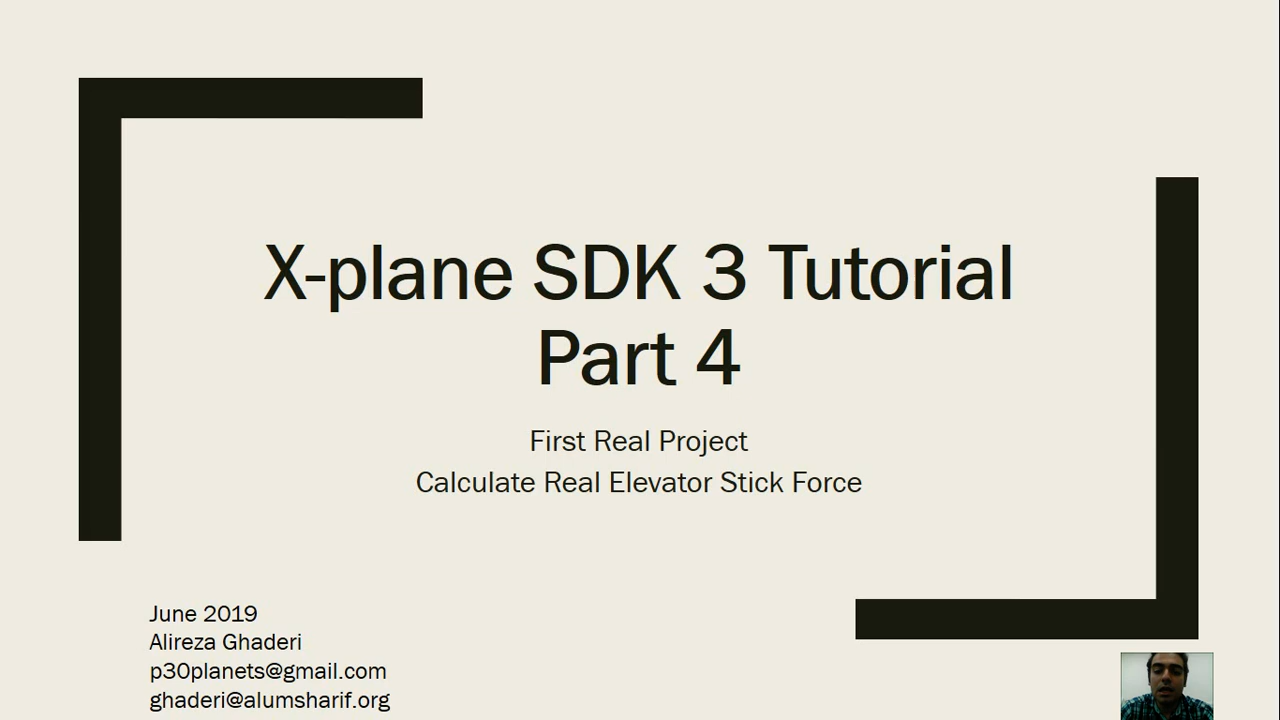 X-plane SDK 3 Tutorial
Part 4
First Real Project
Calculate Real Elevator Stick Force
June 2019
Alireza Ghaderi
p30planets@gmail.com
ghaderi@alumsharif.org